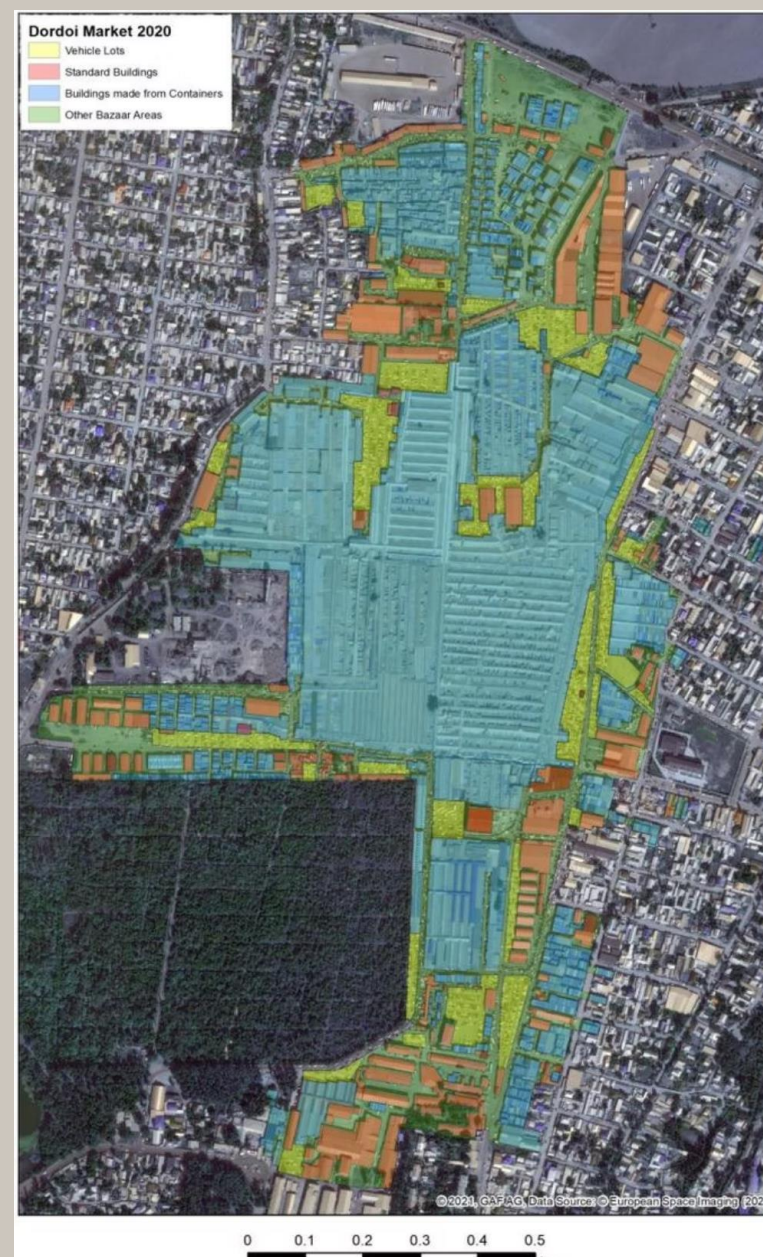 Dordoi Market 2020
Vehicle Lots
Standard Buildings
Buildings made from Containers
Other Bazaar Areas
© 2021, GAF AG, Data Source: © European Space Imaging
0 0.1 0.2 0.3 0.4 0.5